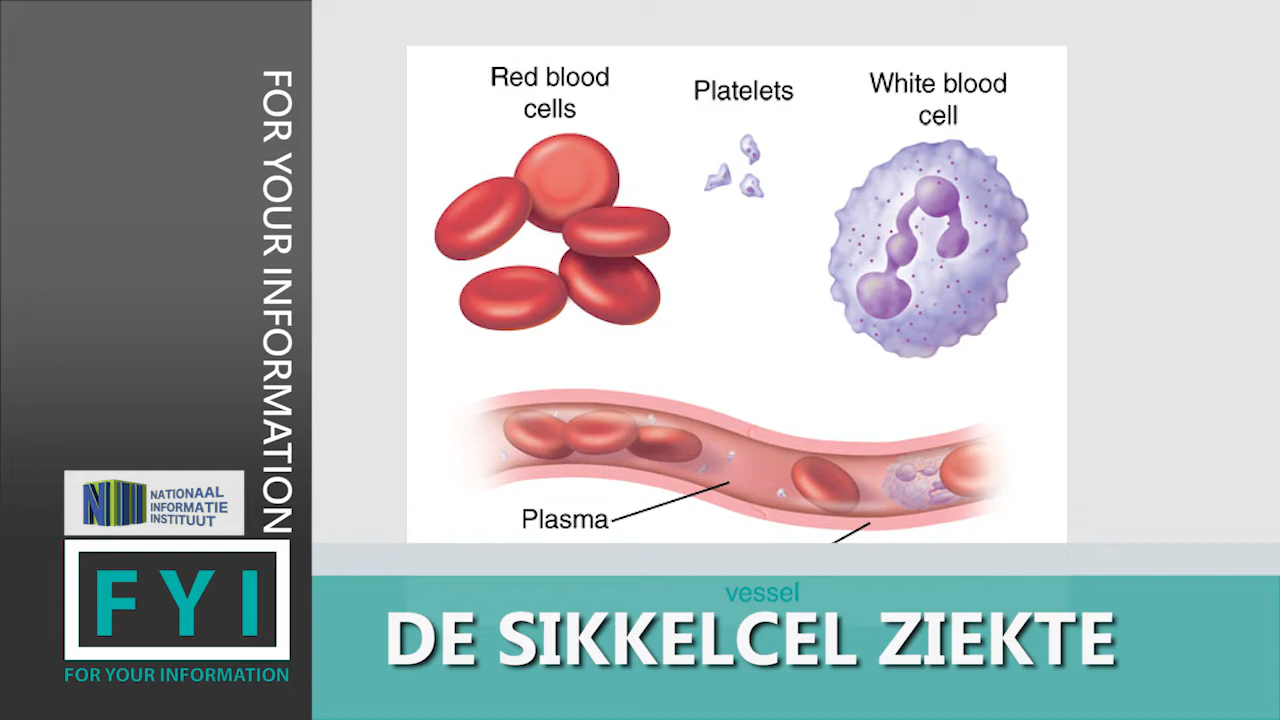 FOR YOUR INFORMATION
Red blood
cells
Platelets
White blood
cell
Plasma
vessel
NATIONAAL
INFORMATIE
INSTITUUT
FYI
FOR YOUR INFORMATION
DE SIKKELCEL ZIEKTE